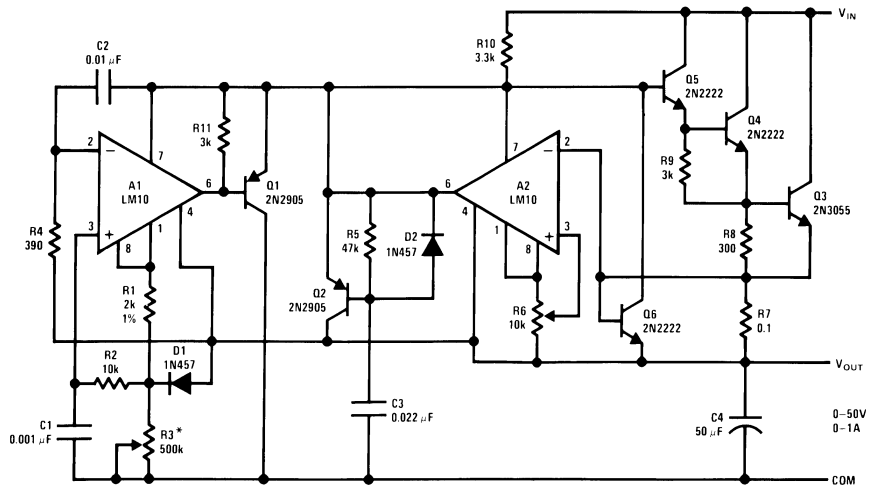 V_IN
R10
3.3k
C2
0.01 μF
Q5
2N2222
Q4
2N2222
R11
3k
2
7
−
A1
LM10
6
3
+
8
1
4
Q1
2N2905
R4
390
7
2
−
A2
LM10
6
4
1
8
+
3
R9
3k
Q3
2N3055
R5
47k
D2
1N457
R8
300
R1
2k
1%
Q2
2N2905
R6
10k
Q6
2N2222
R7
0.1
R2
10k
D1
1N457
V_OUT
C1
0.001 μF
R3*
500k
C3
0.022 μF
C4
50 μF
0–50V
0–1A
COM